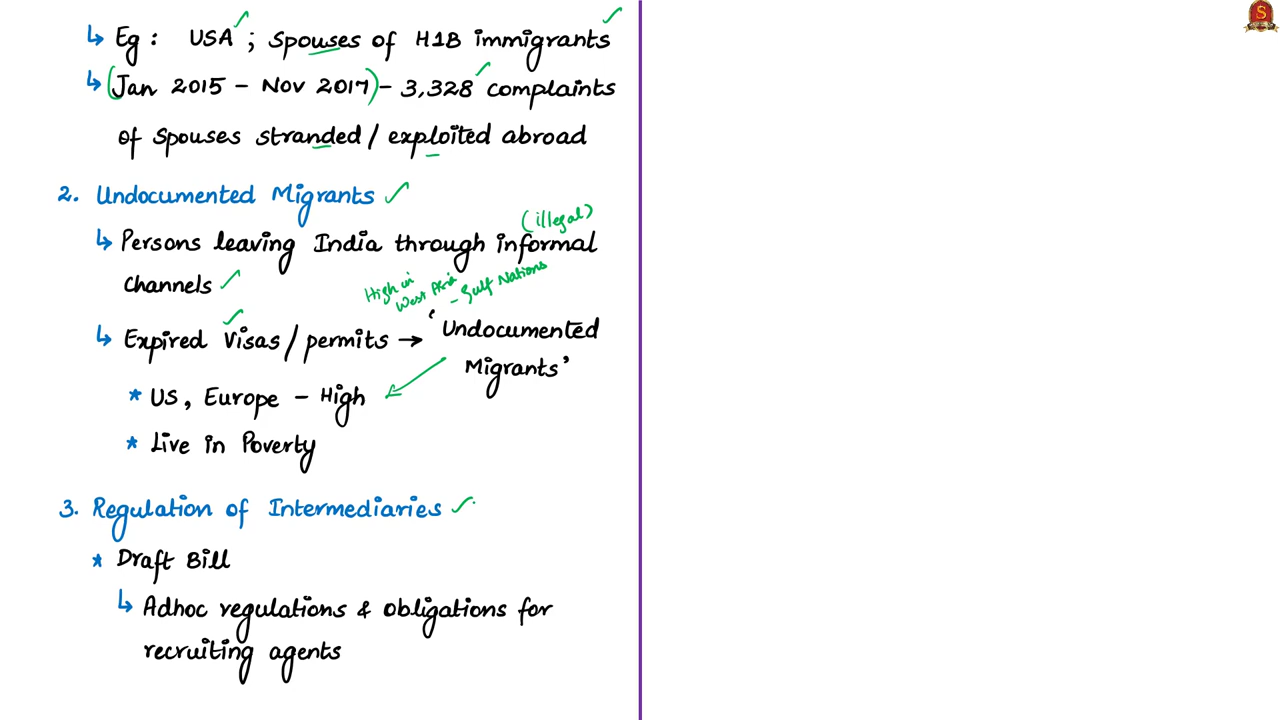 ↳ Eg : USA ; Spouses of H1B immigrants
↳ (Jan 2015 - Nov 2017) - 3,328 complaints
of spouses stranded / exploited abroad
2. Undocumented Migrants
(illegal)
↳ Persons leaving India through informal
channels
High in
West Asia
- Gulf Nations
↳ Expired Visas / permits → 'Undocumented
Migrants'
* US, Europe - High
* Live in Poverty
3. Regulation of Intermediaries
* Draft Bill
↳ Adhoc regulations & obligations for
recruiting agents
S